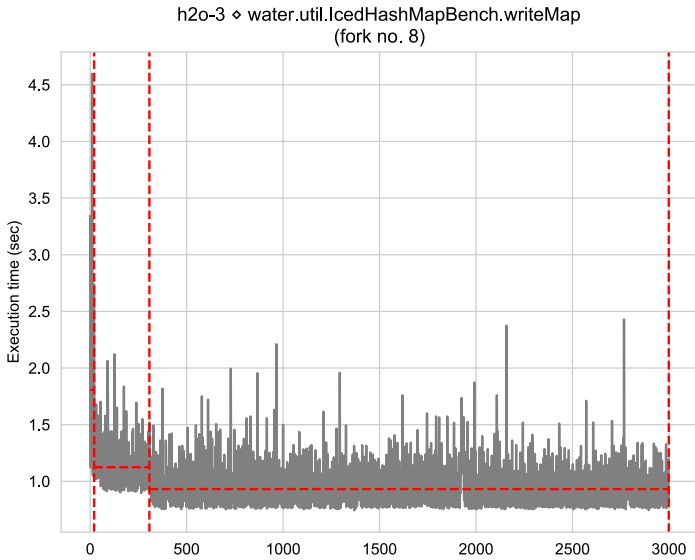 h2o-3 ⋄ water.util.IcedHashMapBench.writeMap
(fork no. 8)
Execution time (sec)
4.5
4.0
3.5
3.0
2.5
2.0
1.5
1.0
0 500 1000 1500 2000 2500 3000